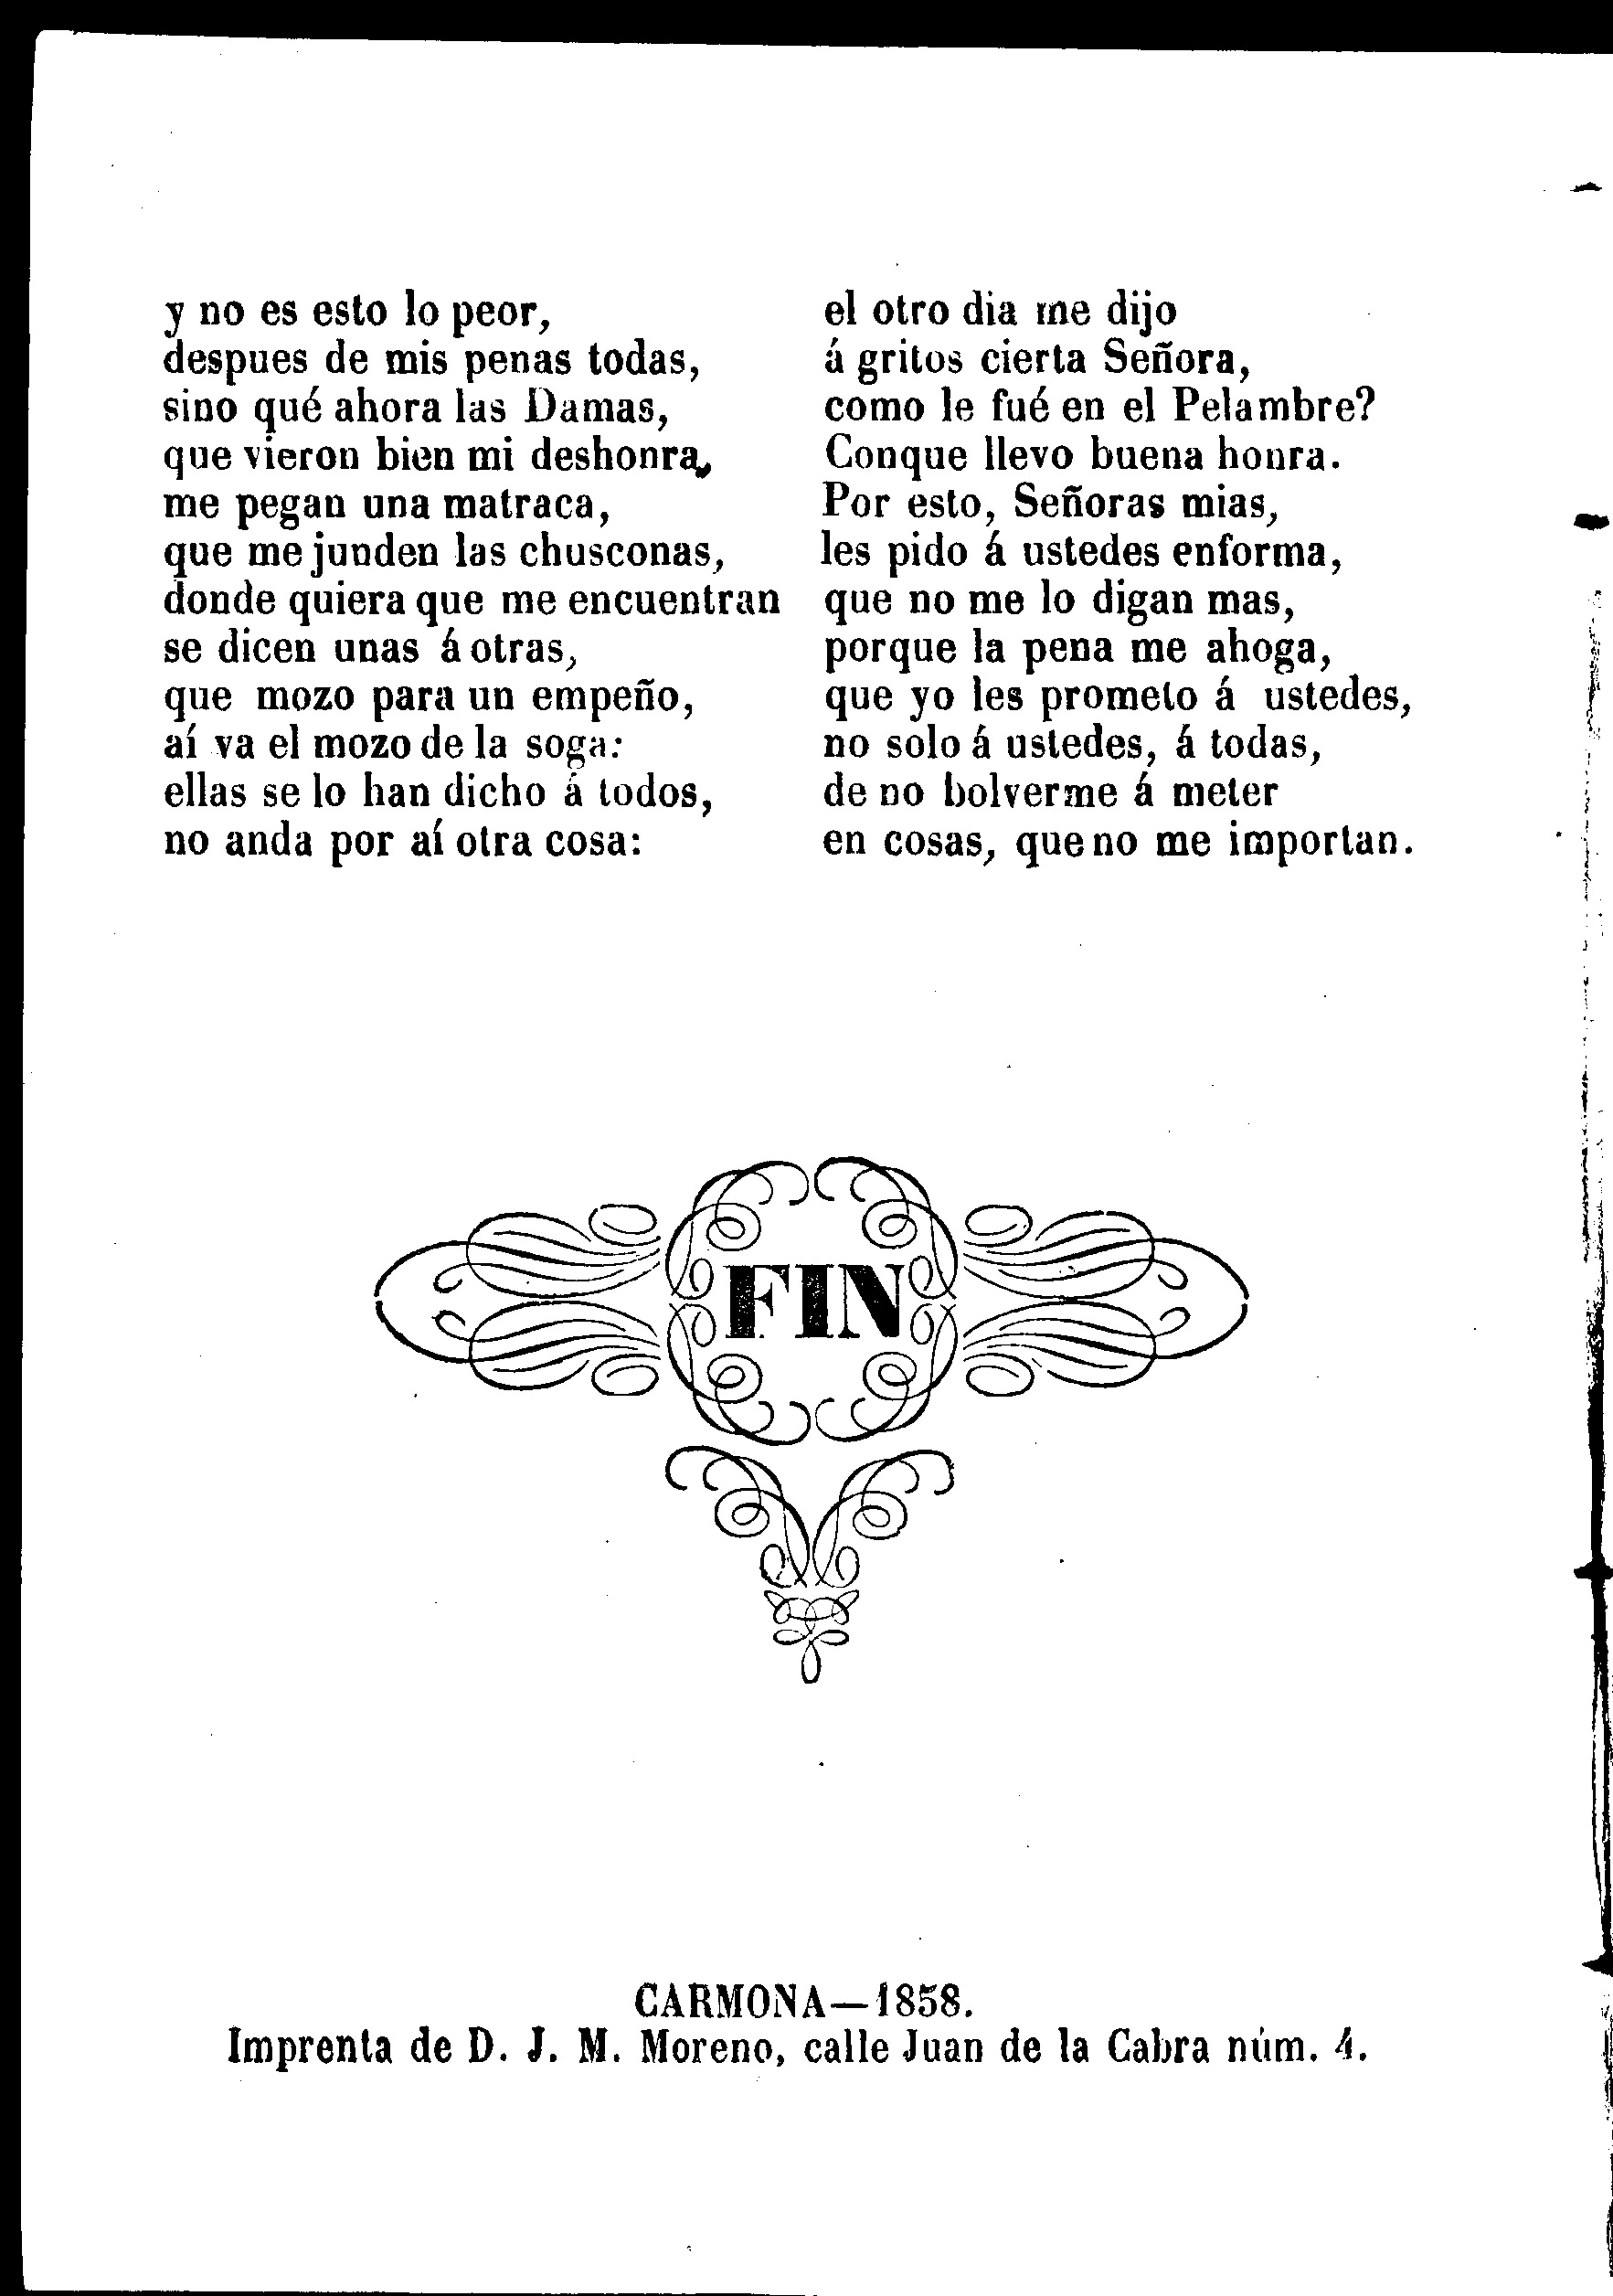 y no es esto lo peor,
despues de mis penas todas,
sino qué ahora las Damas,
que vieron bien mi deshonra,
me pegan una matraca,
que me junden las chusconas,
donde quiera que me encuentran
se dicen unas á otras,
que mozo para un empeño,
aí va el mozo de la soga:
ellas se lo han dicho á todos,
no anda por aí otra cosa:
el otro dia me dijo
á gritos cierta Señora,
como le fué en el Pelambre?
Conque llevo buena honra.
Por esto, Señoras mias,
les pido á ustedes enforma,
que no me lo digan mas,
porque la pena me ahoga,
que yo les prometo á ustedes,
no solo á ustedes, á todas,
de no bolverme á meter
en cosas, que no me importan.
FIN
CARMONA—1858.
Imprenta de D. J. M. Moreno, calle Juan de la Cabra núm. 4.